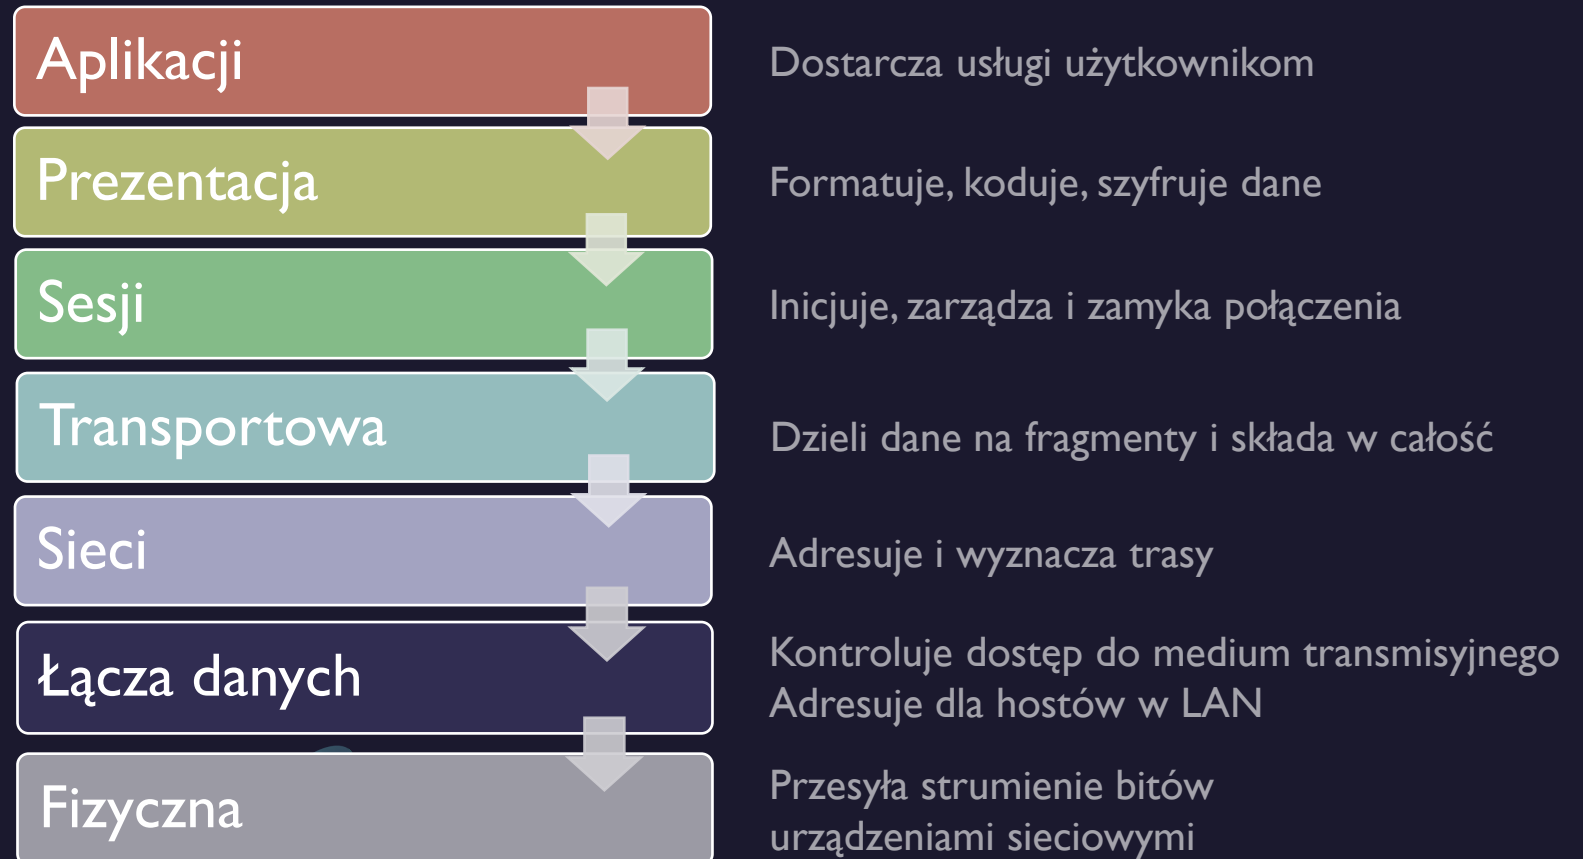 Aplikacji
Dostarcza usługi użytkownikom
Prezentacja
Formatuje, koduje, szyfruje dane
Sesji
Inicjuje, zarządza i zamyka połączenia
Transportowa
Dzieli dane na fragmenty i składa w całość
Sieci
Adresuje i wyznacza trasy
Łącza danych
Kontroluje dostęp do medium transmisyjnego
Adresuje dla hostów w LAN
Fizyczna
Przesyła strumienie bitów
urządzeniami sieciowymi